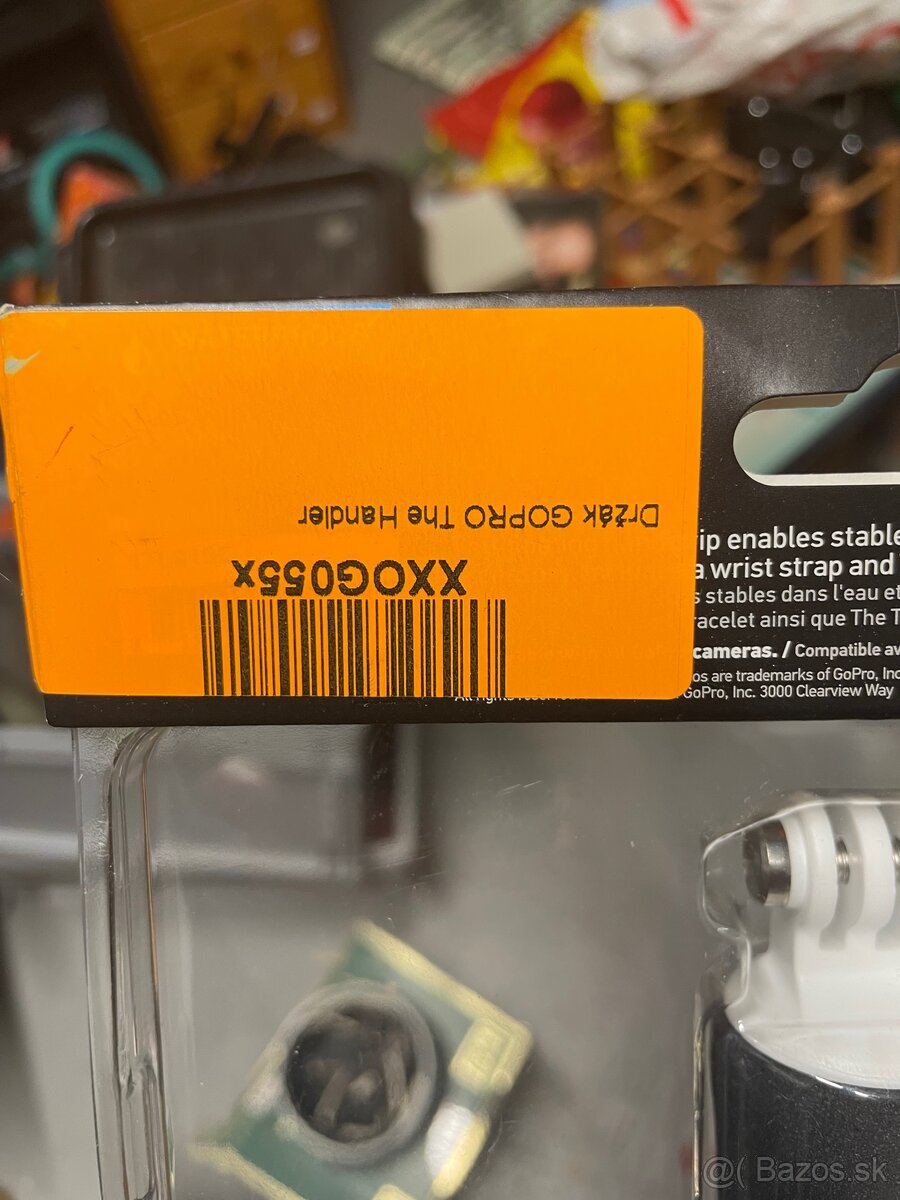 Držák GOPRO The Handler
XXOG055x
ip enables stable
a wrist strap and
s stables dans l'eau et
racelet ainsi que The T
cameras. / Compatible av
os are trademarks of GoPro, Inc
GoPro, Inc. 3000 Clearview Way
@( Bazos.sk